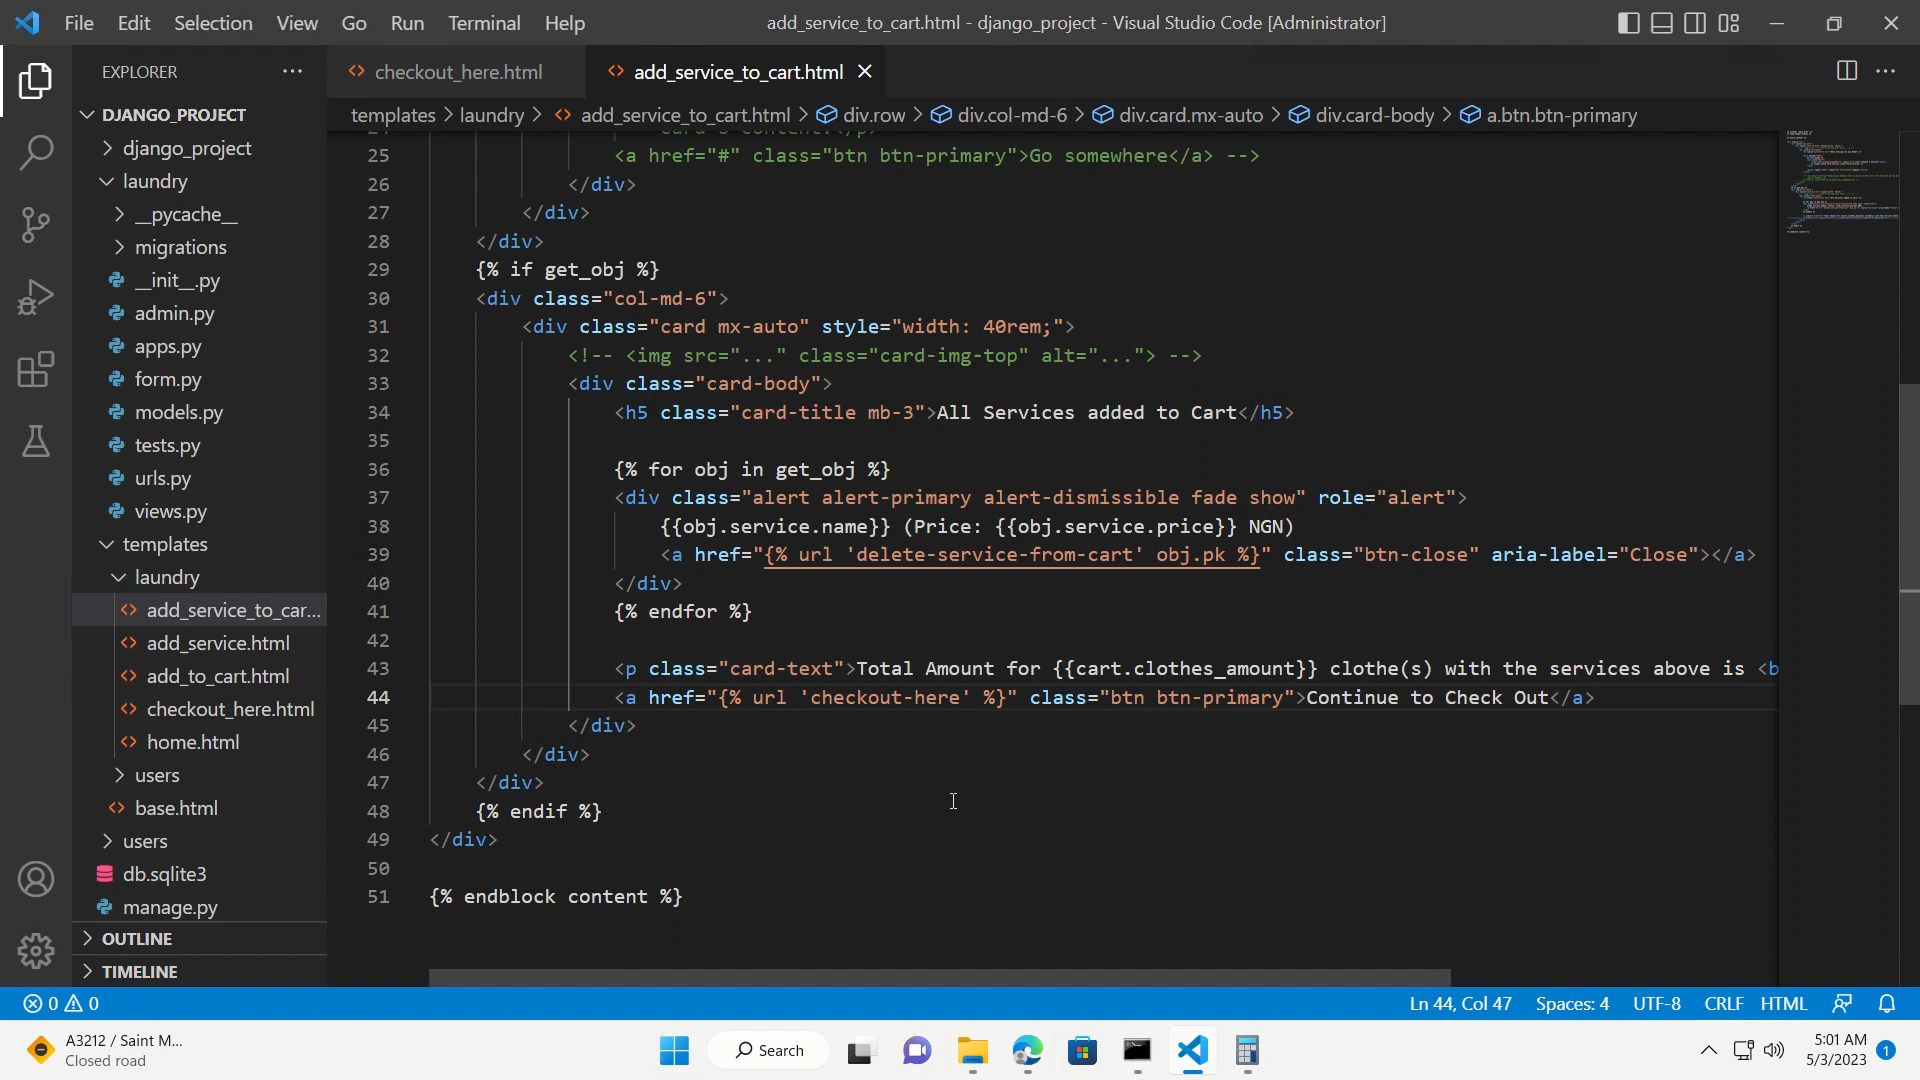 File Edit Selection View Go Run Terminal Help
add_service_to_cart.html - django_project - Visual Studio Code [Administrator]
EXPLORER
checkout_here.html
add_service_to_cart.html
templates > laundry > add_service_to_cart.html > div.row > div.col-md-6 > div.card.mx-auto > div.card-body > a.btn.btn-primary
DJANGO_PROJECT
django_project
laundry
__pycache__
migrations
__init__.py
admin.py
apps.py
form.py
models.py
tests.py
urls.py
views.py
templates
laundry
add_service_to_car...
add_service.html
add_to_cart.html
checkout_here.html
home.html
users
base.html
users
db.sqlite3
manage.py
OUTLINE
TIMELINE
25 <a href="#" class="btn btn-primary">Go somewhere</a> -->
26 </div>
27 </div>
28 </div>
29 {% if get_obj %}
30 <div class="col-md-6">
31 <div class="card mx-auto" style="width: 40rem;">
32 <!-- <img src="..." class="card-img-top" alt="..."> -->
33 <div class="card-body">
34 <h5 class="card-title mb-3">All Services added to Cart</h5>
35
36 {% for obj in get_obj %}
37 <div class="alert alert-primary alert-dismissible fade show" role="alert">
38 {{obj.service.name}} (Price: {{obj.service.price}} NGN)
39 <a href="{% url 'delete-service-from-cart' obj.pk %}" class="btn-close" aria-label="Close"></a>
40 </div>
41 {% endfor %}
42
43 <p class="card-text">Total Amount for {{cart.clothes_amount}} clothe(s) with the services above is <b
44 <a href="{% url 'checkout-here' %}" class="btn btn-primary">Continue to Check Out</a>
45 </div>
46 </div>
47 </div>
48 {% endif %}
49 </div>
50
51 {% endblock content %}
0 0
Ln 44, Col 47 Spaces: 4 UTF-8 CRLF HTML
A3212 / Saint M...
Closed road
Search
5:01 AM
5/3/2023
1